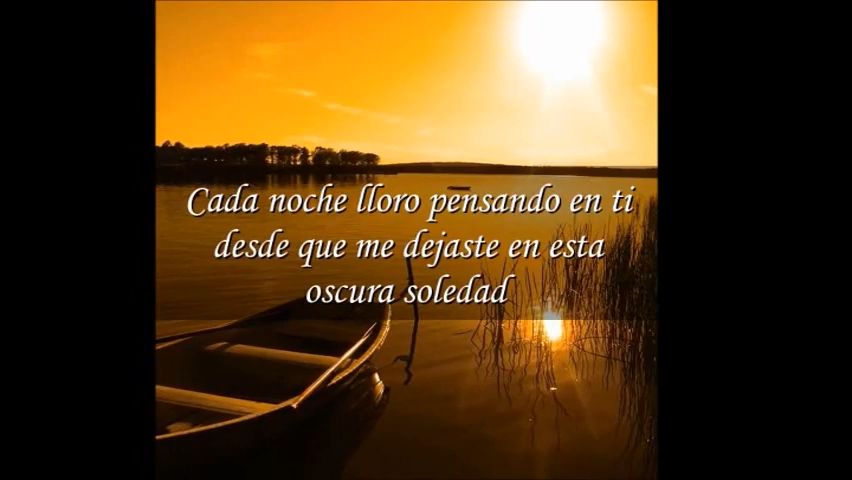 Cada noche lloro pensando en ti
desde que me dejaste en esta
oscura soledad